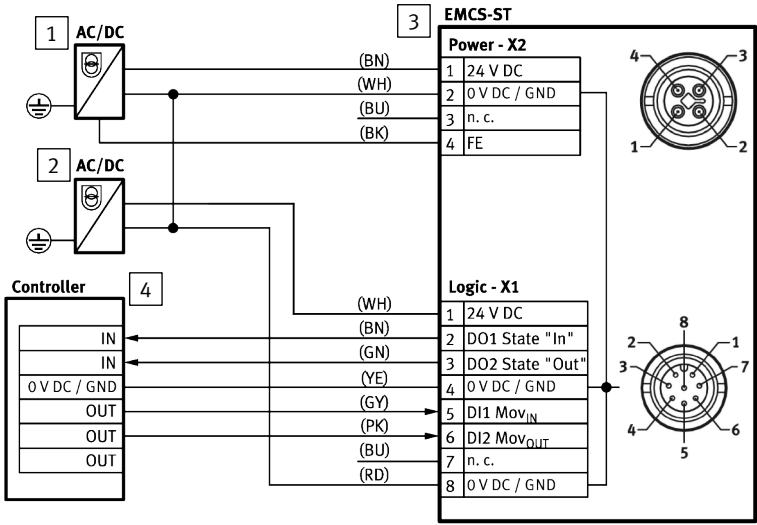 1 AC/DC
3 EMCS-ST
Power - X2
(BN) 1 24 V DC
(WH) 2 0 V DC / GND
(BU) 3 n. c.
(BK) 4 FE
4 3
1 2
2 AC/DC
Controller 4
Logic - X1
(WH) 1 24 V DC
IN (BN) 2 DO1 State "In"
IN (GN) 3 DO2 State "Out"
0 V DC / GND (YE) 4 0 V DC / GND
OUT (GY) 5 DI1 MovIN
OUT (PK) 6 DI2 MovOUT
OUT (BU) 7 n. c.
(RD) 8 0 V DC / GND
8
2 1
3 7
4 6
5